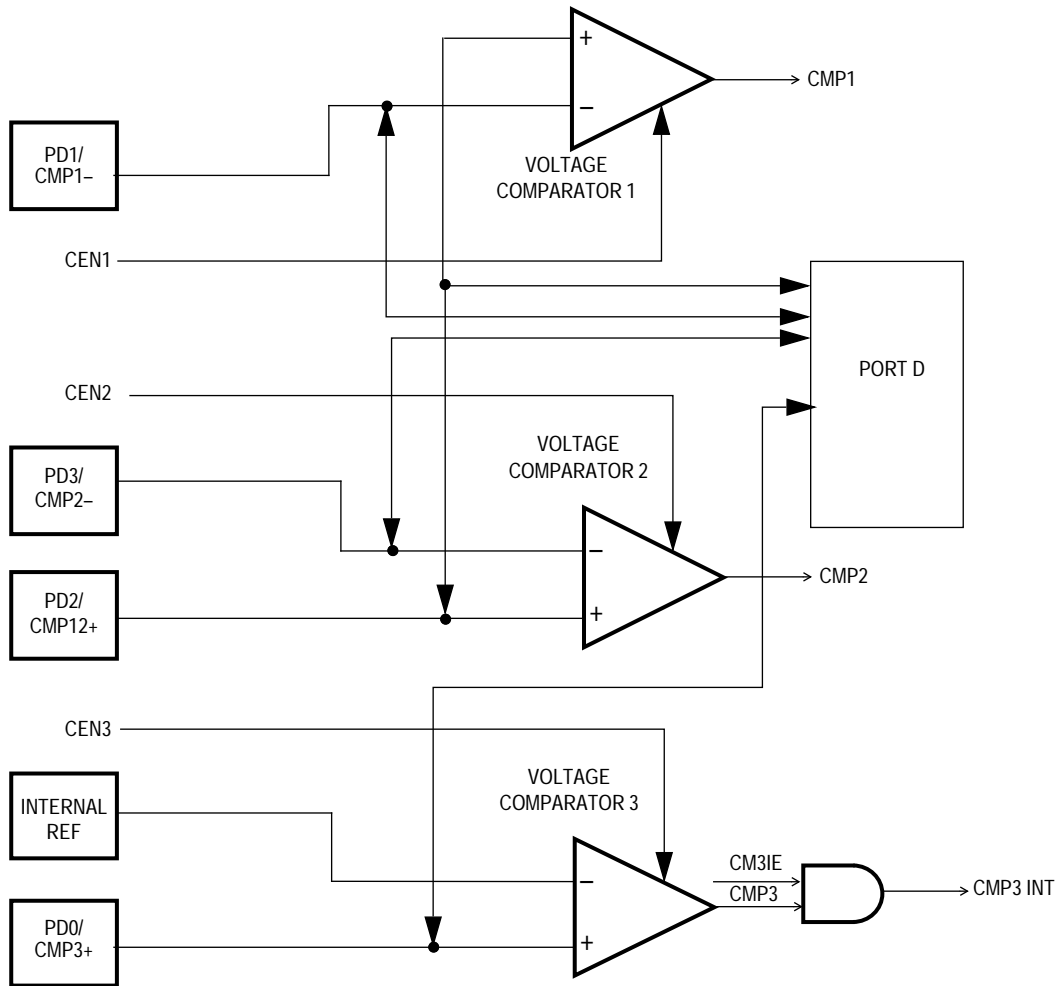 +
CMP1
−
PD1/
CMP1–
VOLTAGE
COMPARATOR 1
CEN1
PORT D
CEN2
VOLTAGE
COMPARATOR 2
PD3/
CMP2–
−
CMP2
PD2/
CMP12+
+
CEN3
VOLTAGE
COMPARATOR 3
INTERNAL
REF
CM3IE
−
CMP3
CMP3 INT
PD0/
CMP3+
+